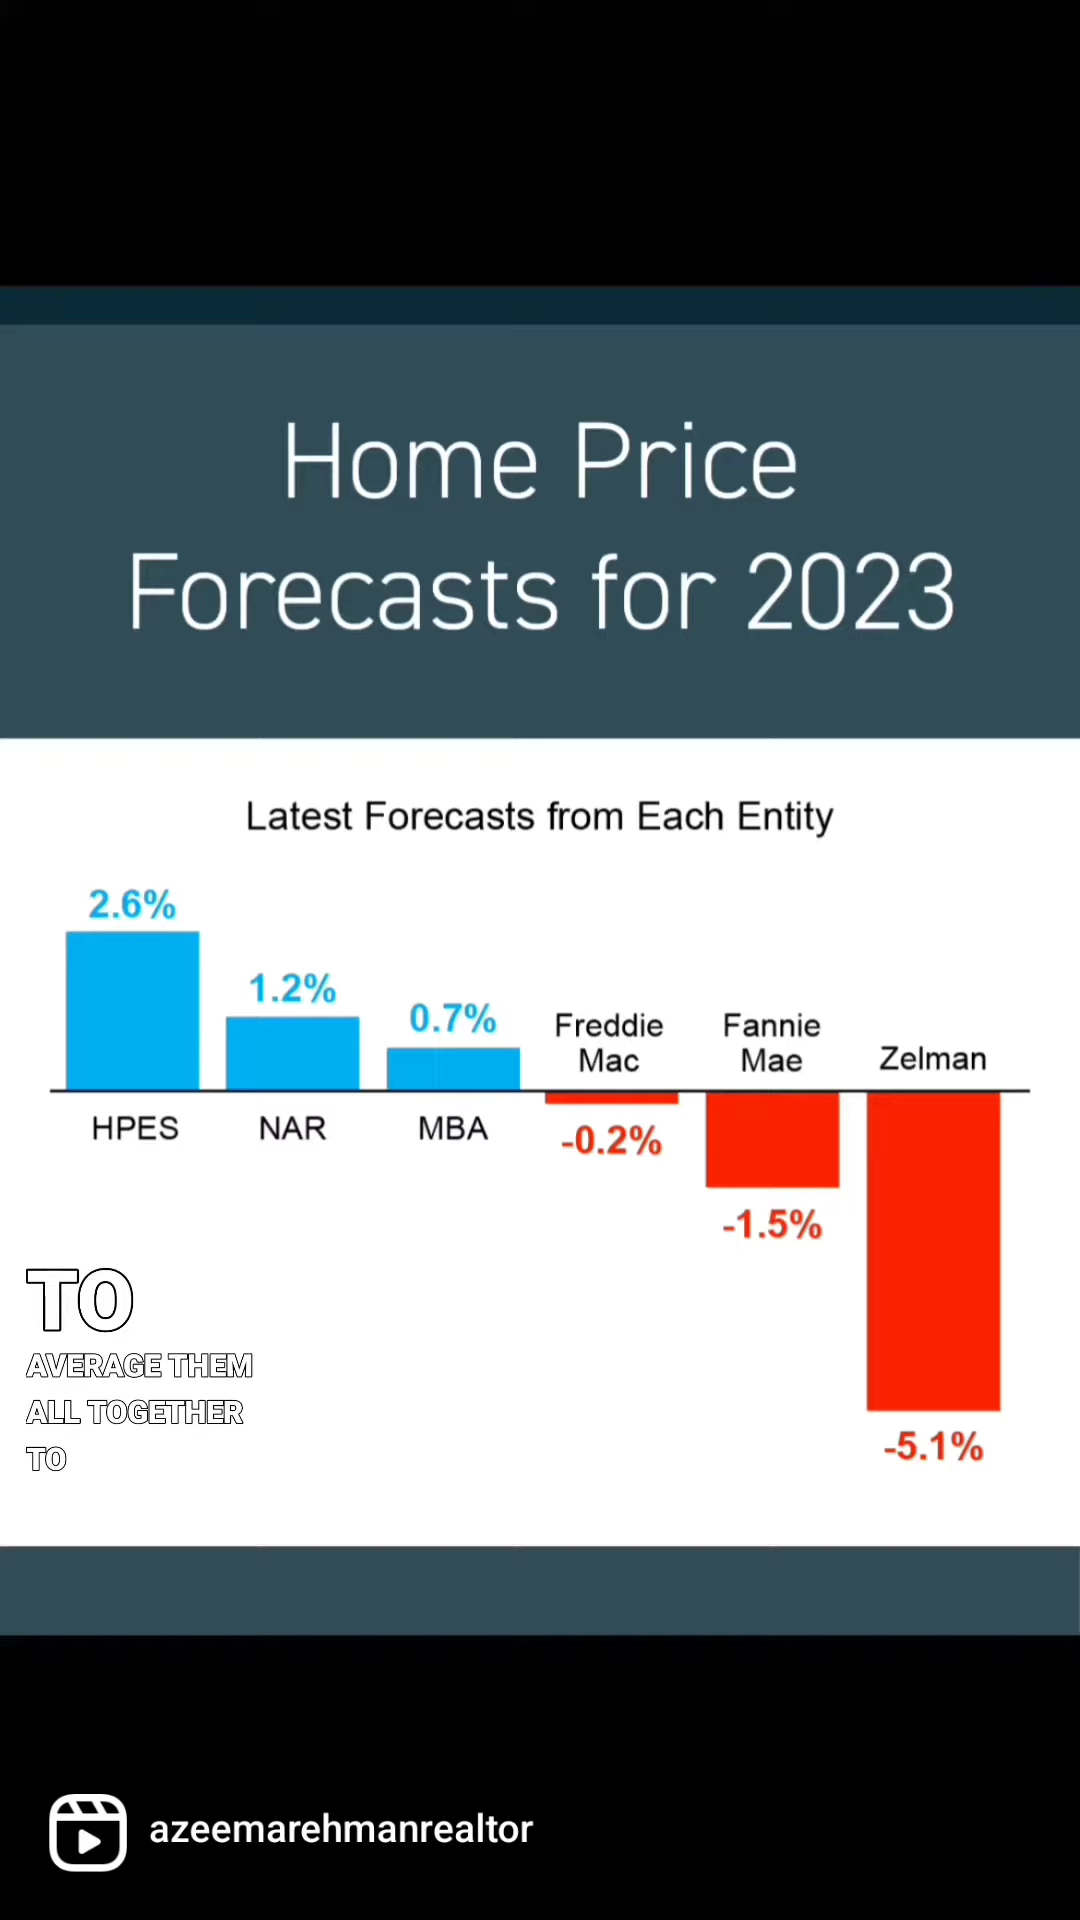 Home Price
Forecasts for 2023
Latest Forecasts from Each Entity
2.6%
1.2%
0.7%
Freddie
Mac
Fannie
Mae
Zelman
HPES
NAR
MBA
-0.2%
-1.5%
-5.1%
TO
AVERAGE THEM
ALL TOGETHER
TO
azeemarehmanrealtor